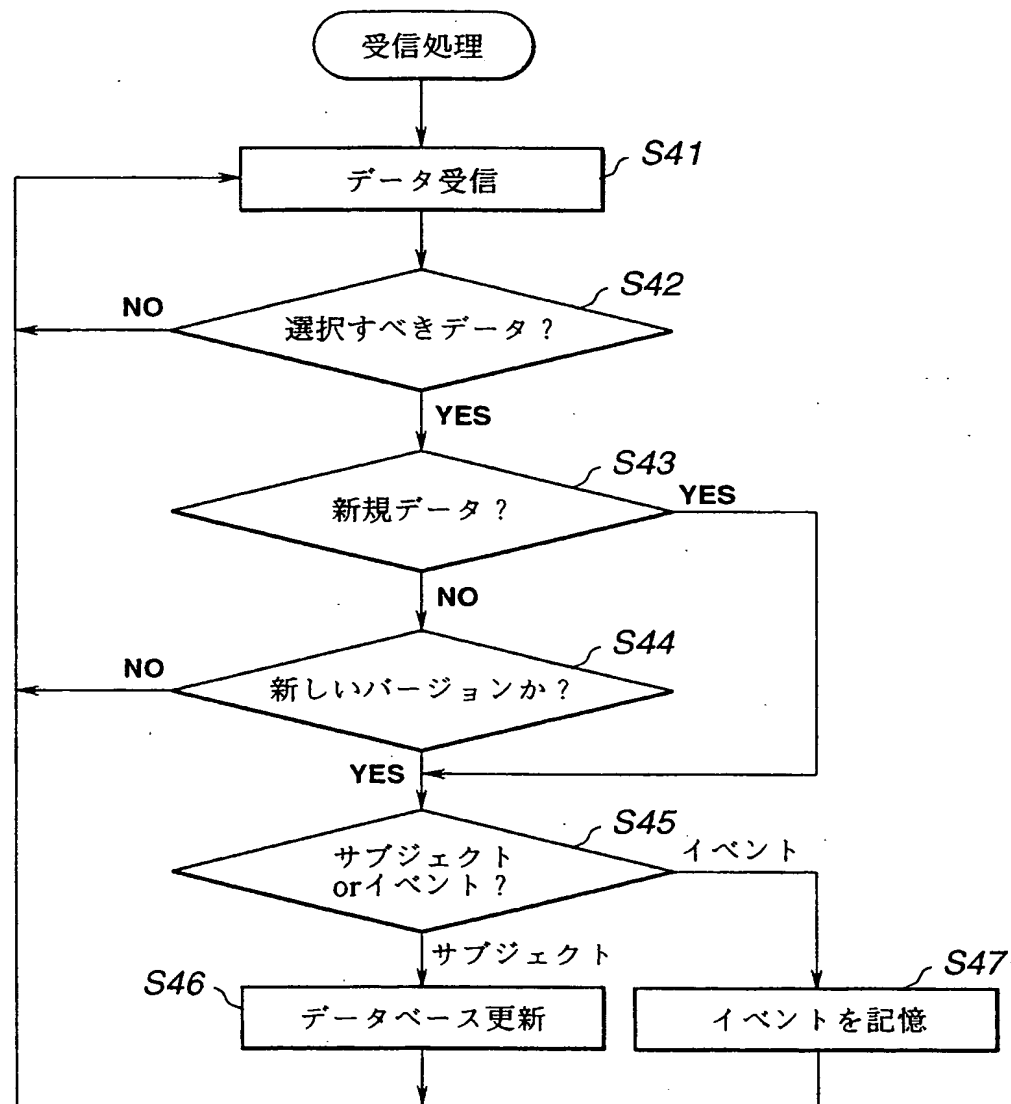 受信処理
S41
データ受信
S42
NO
選択すべきデータ?
YES
S43
YES
新規データ?
NO
S44
NO
新しいバージョンか?
YES
S45
サブジェクト
orイベント?
イベント
サブジェクト
S46
データベース更新
S47
イベントを記憶